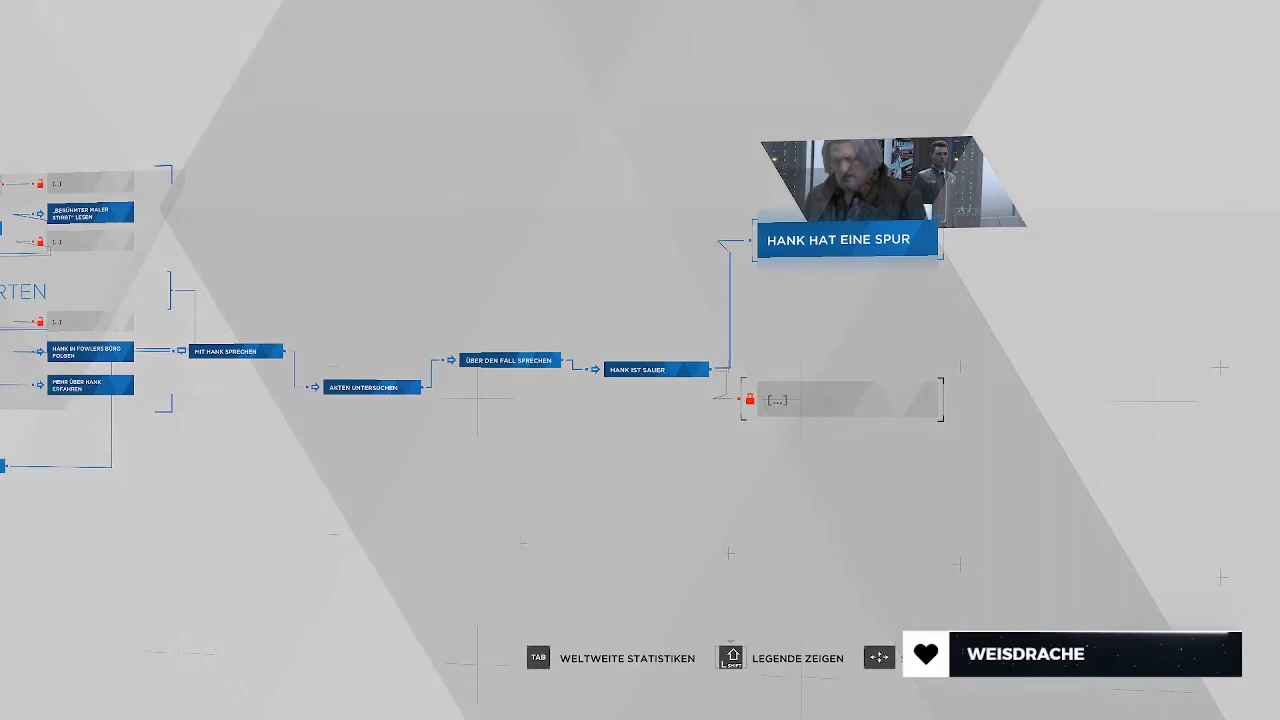 [...]
„BERÜHMTER MALER
STIRBT“ LESEN
[...]
RTEN
[...]
HANK IN FOWLERS BÜRO
FOLGEN
MEHR ÜBER HANK
ERFAHREN
MIT HANK SPRECHEN
AKTEN UNTERSUCHEN
ÜBER DEN FALL SPRECHEN
HANK IST SAUER
HANK HAT EINE SPUR
[...]
TAB WELTWEITE STATISTIKEN
L SHIFT LEGENDE ZEIGEN
WEISDRACHE